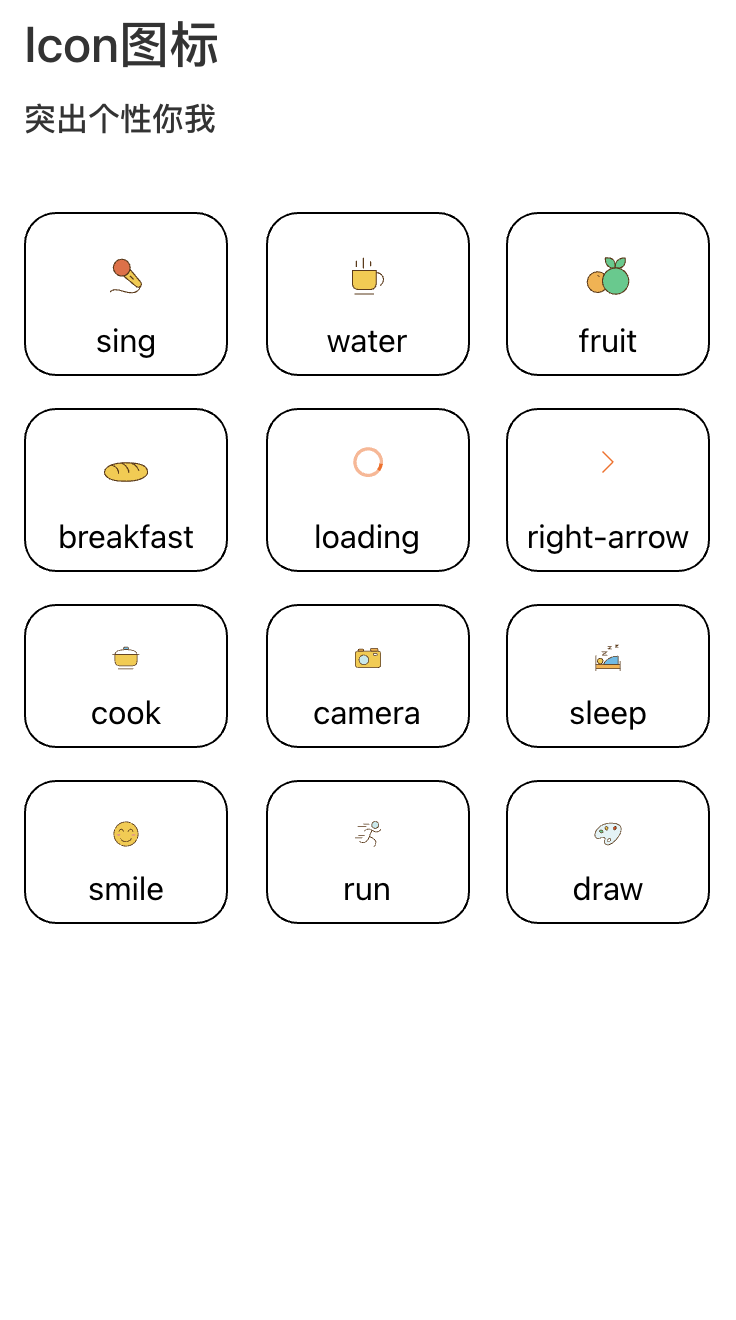 Icon图标
突出个性你我
sing
water
fruit
breakfast
loading
right-arrow
cook
camera
sleep
smile
run
draw